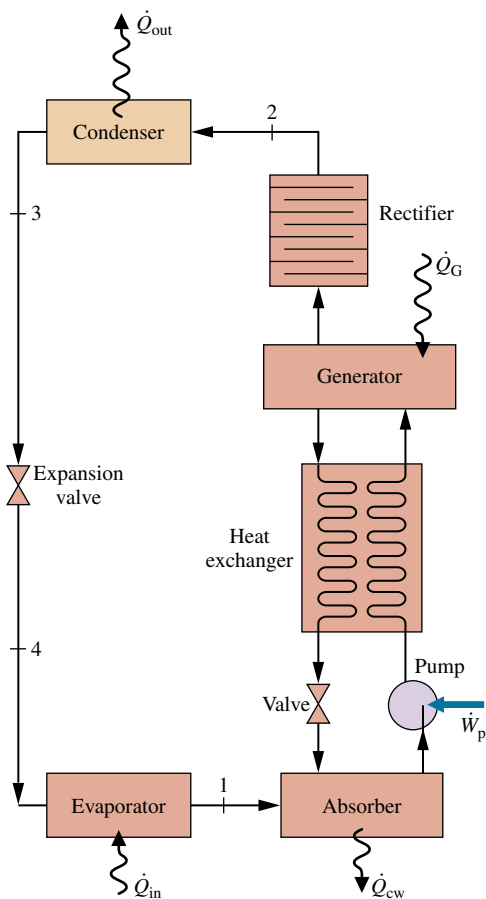 Q̇out
2
Condenser
3
Rectifier
Q̇G
Generator
Expansion
valve
Heat
exchanger
4
Pump
Valve
Ẇp
1
Evaporator
Absorber
Q̇in
Q̇cw